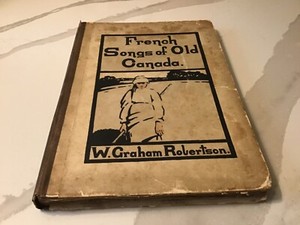 French
Songs of Old
Canada.
W. Graham Robertson.